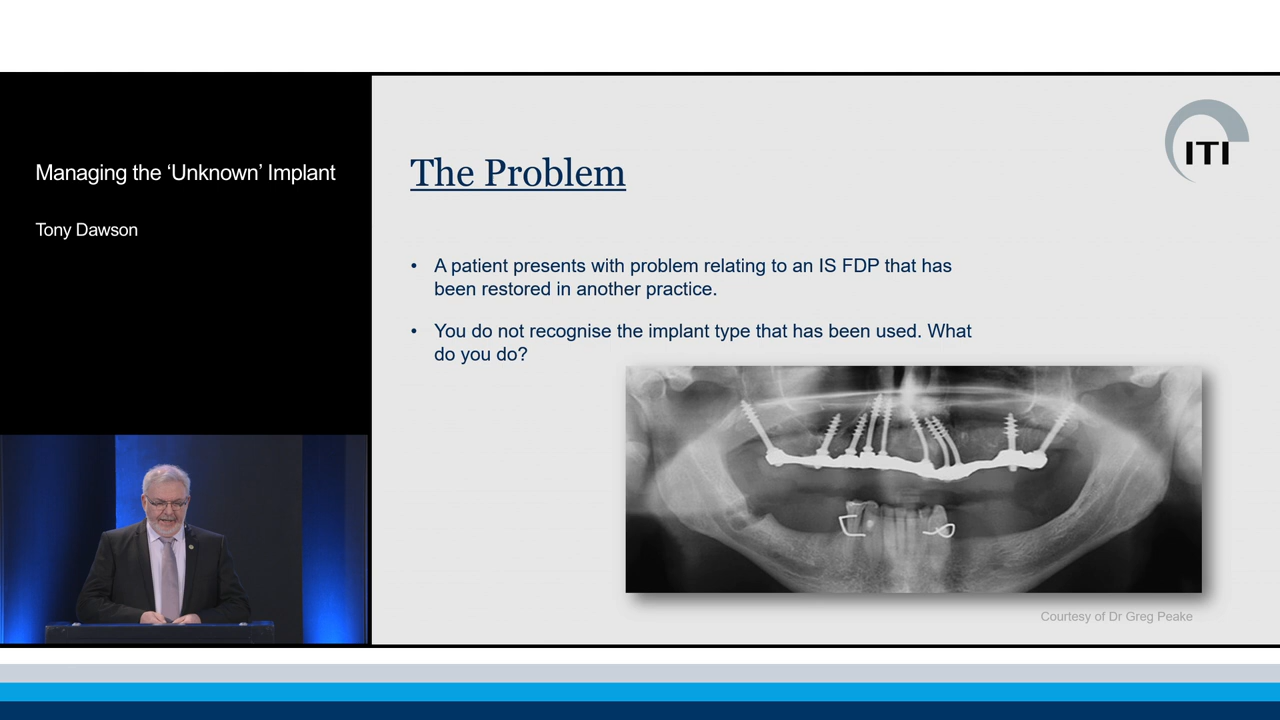 Managing the ‘Unknown’ Implant
Tony Dawson
ITI
The Problem
• A patient presents with problem relating to an IS FDP that has
been restored in another practice.
• You do not recognise the implant type that has been used. What
do you do?
Courtesy of Dr Greg Peake